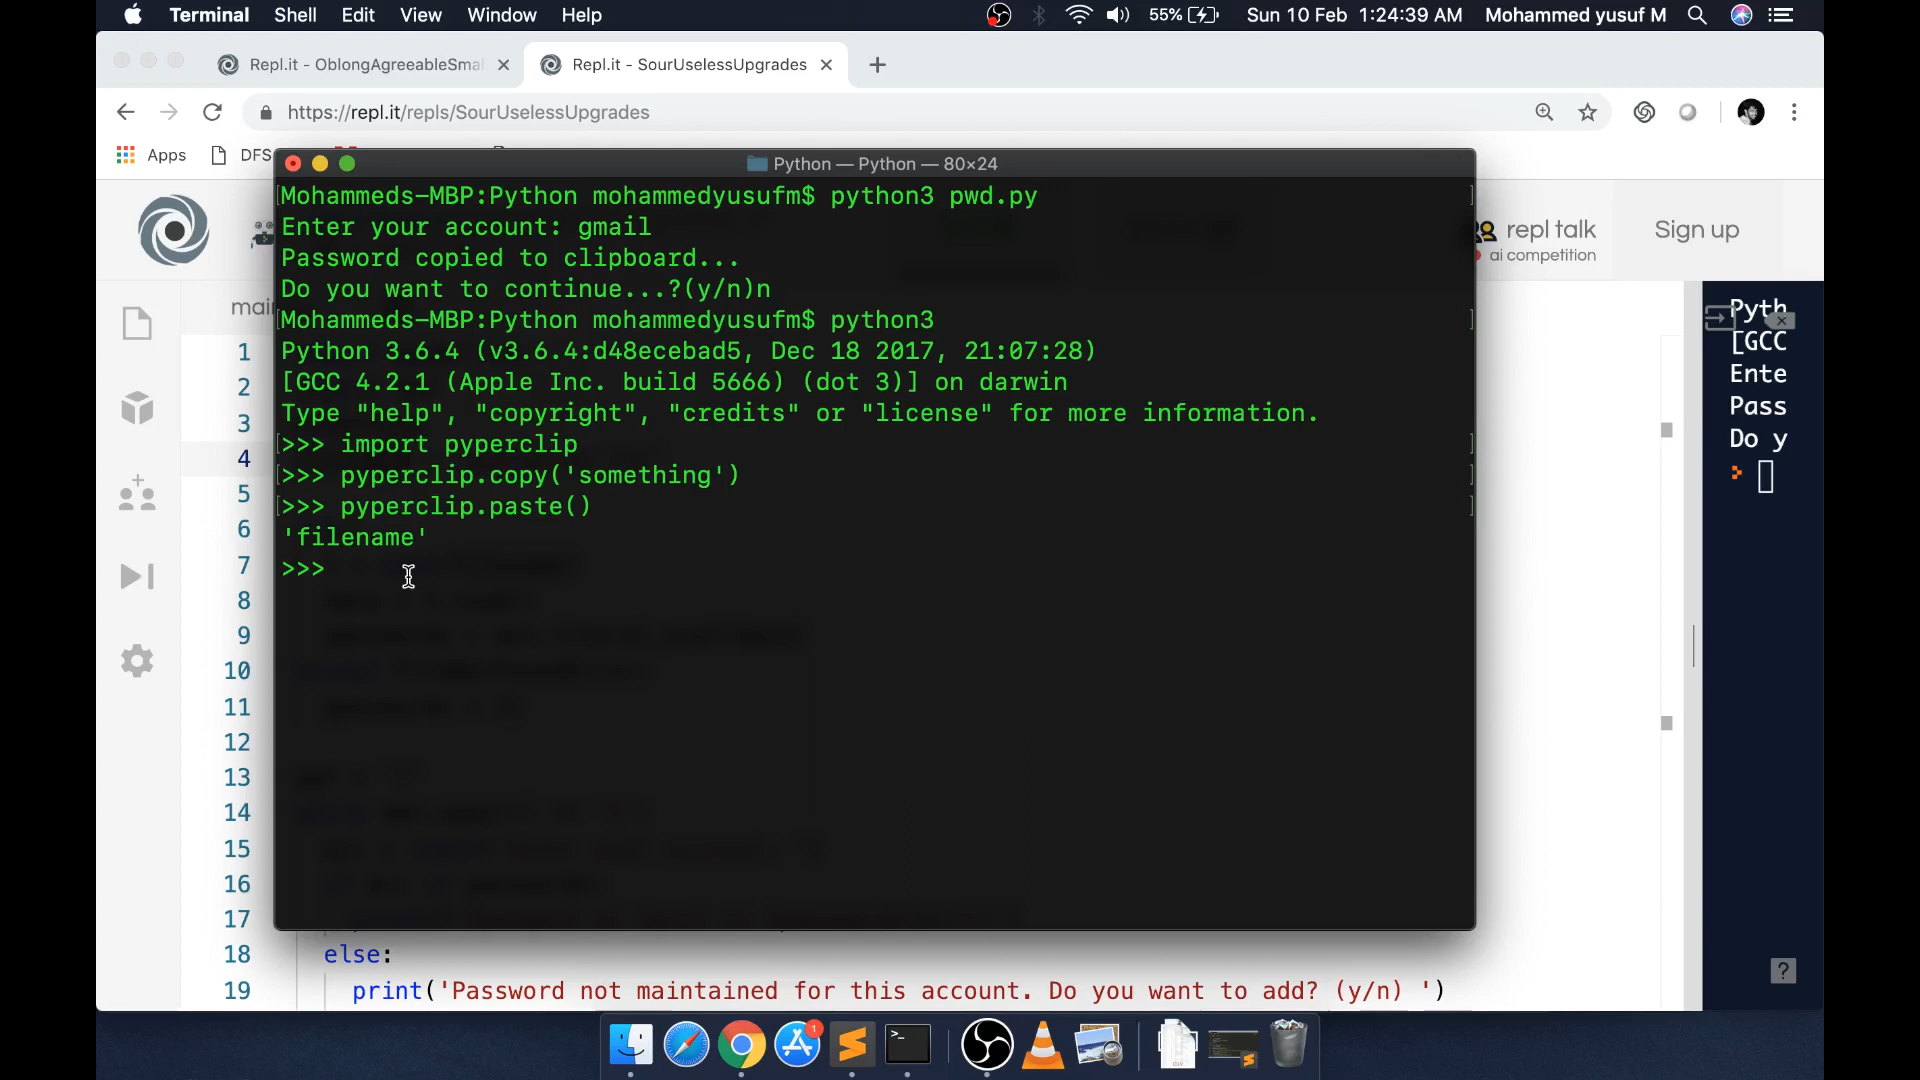 Terminal Shell Edit View Window Help 55% Sun 10 Feb 1:24:39 AM Mohammed yusuf M
Repl.it - OblongAgreeableSmal Repl.it - SourUselessUpgrades
https://repl.it/repls/SourUselessUpgrades
Apps DFS
Python — Python — 80×24
Mohammeds-MBP:Python mohammedyusufm$ python3 pwd.py
Enter your account: gmail
Password copied to clipboard...
Do you want to continue...?(y/n)n
Mohammeds-MBP:Python mohammedyusufm$ python3
Python 3.6.4 (v3.6.4:d48ecebad5, Dec 18 2017, 21:07:28)
[GCC 4.2.1 (Apple Inc. build 5666) (dot 3)] on darwin
Type "help", "copyright", "credits" or "license" for more information.
>>> import pyperclip
>>> pyperclip.copy('something')
>>> pyperclip.paste()
'filename'
>>>
repl talk
ai competition
Sign up
mai
1
2
3
4
5
6
7
8
9
10
11
12
13
14
15
16
17
18 else:
19 print('Password not maintained for this account. Do you want to add? (y/n) ')
Pyth
[GCC
Ente
Pass
Do y
?
1